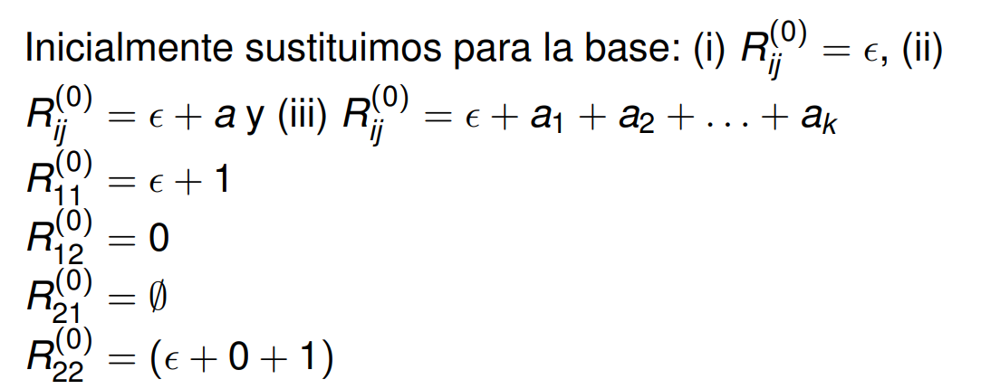 Inicialmente sustituimos para la base: (i) $R_{ij}^{(0)} = \epsilon$, (ii)
$R_{ij}^{(0)} = \epsilon + a$ y (iii) $R_{ij}^{(0)} = \epsilon + a_1 + a_2 + \ldots + a_k$
$R_{11}^{(0)} = \epsilon + 1$
$R_{12}^{(0)} = 0$
$R_{21}^{(0)} = \emptyset$
$R_{22}^{(0)} = (\epsilon + 0 + 1)$